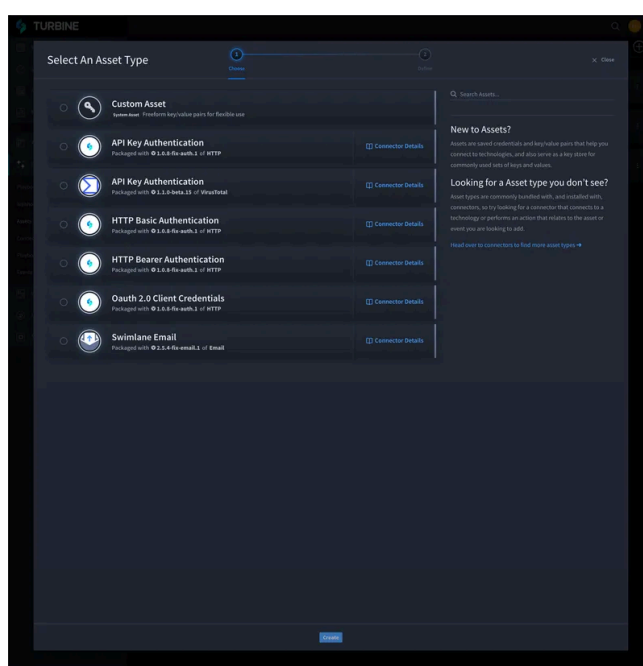 TURBINE
Select An Asset Type
1
Choose
2
Close
Custom Asset
System Asset Freeform key/value pairs for flexible use
API Key Authentication
Packaged with 1.0.8-fix-auth.1 of HTTP
Connector Details
API Key Authentication
Packaged with 1.1.0-beta.15 of VirusTotal
Connector Details
HTTP Basic Authentication
Packaged with 1.0.8-fix-auth.1 of HTTP
Connector Details
HTTP Bearer Authentication
Packaged with 1.0.8-fix-auth.1 of HTTP
Connector Details
Oauth 2.0 Client Credentials
Packaged with 1.0.8-fix-auth.1 of HTTP
Connector Details
Swimlane Email
Packaged with 2.5.4-fix-email.1 of Email
Connector Details
Search Assets...
New to Assets?
Assets are saved credentials and key/value pairs that help you
connect to technologies, and also serve as a key store for
commonly used sets of keys and values.
Looking for a Asset type you don't see?
Asset types are commonly bundled with, and installed with,
connectors, so try looking for a connector that connects to a
technology or performs an action that relates to the asset or
event you are looking to add.
Head over to connectors to find more asset types
Create